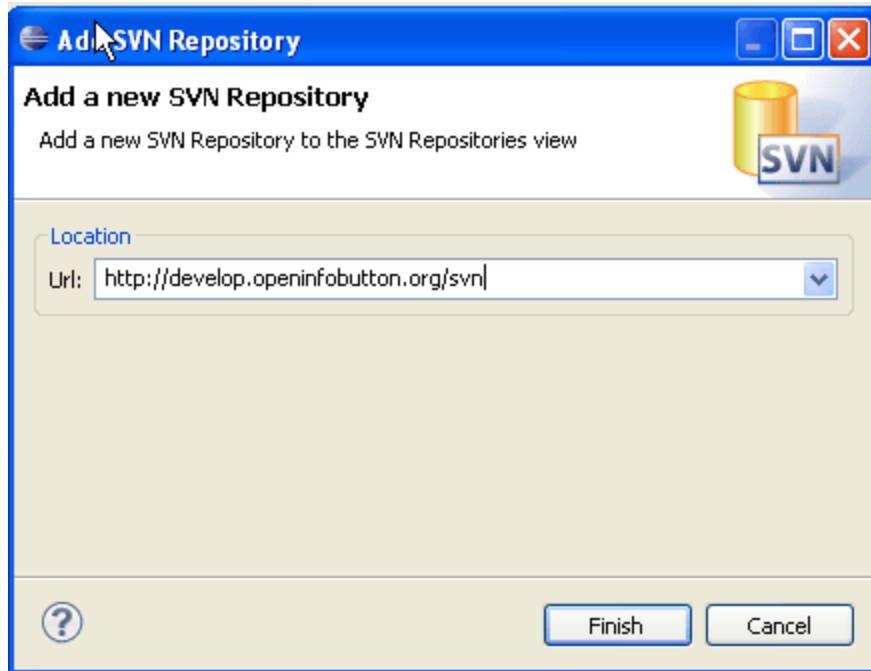 Add SVN Repository
Add a new SVN Repository
Add a new SVN Repository to the SVN Repositories view
SVN
Location
Url: http://develop.openinfobutton.org/svn
?
Finish Cancel